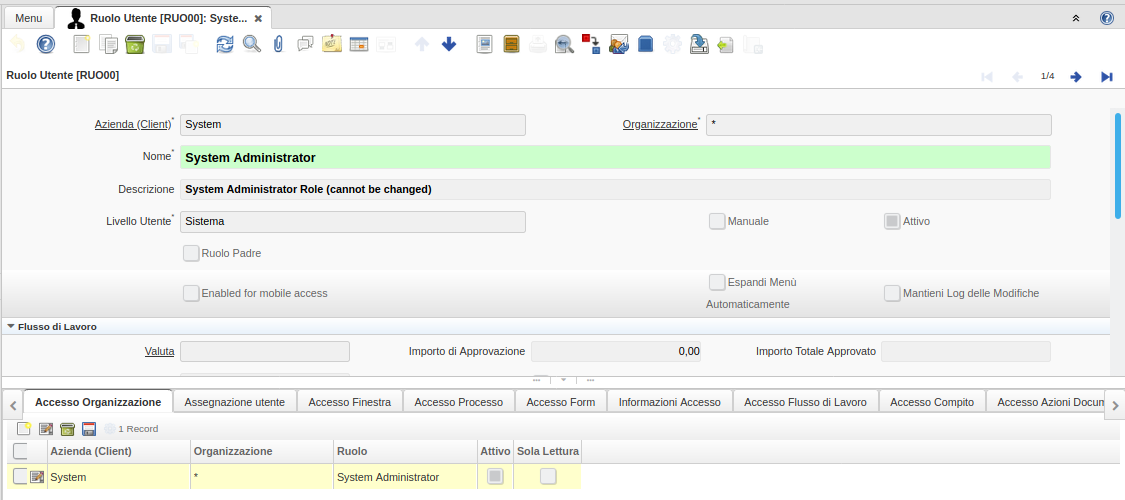 Menu Ruolo Utente [RUO00]: Syste...
Ruolo Utente [RUO00] 1/4
Azienda (Client)* System Organizzazione* *
Nome* System Administrator
Descrizione System Administrator Role (cannot be changed)
Livello Utente* Sistema Manuale Attivo
Ruolo Padre
Enabled for mobile access Espandi Menù Automaticamente Mantieni Log delle Modifiche
Flusso di Lavoro
Valuta Importo di Approvazione 0,00 Importo Totale Approvato
Accesso Organizzazione Assegnazione utente Accesso Finestra Accesso Processo Accesso Form Informazioni Accesso Accesso Flusso di Lavoro Accesso Compito Accesso Azioni Docum
1 Record
Azienda (Client) Organizzazione Ruolo Attivo Sola Lettura
System * System Administrator